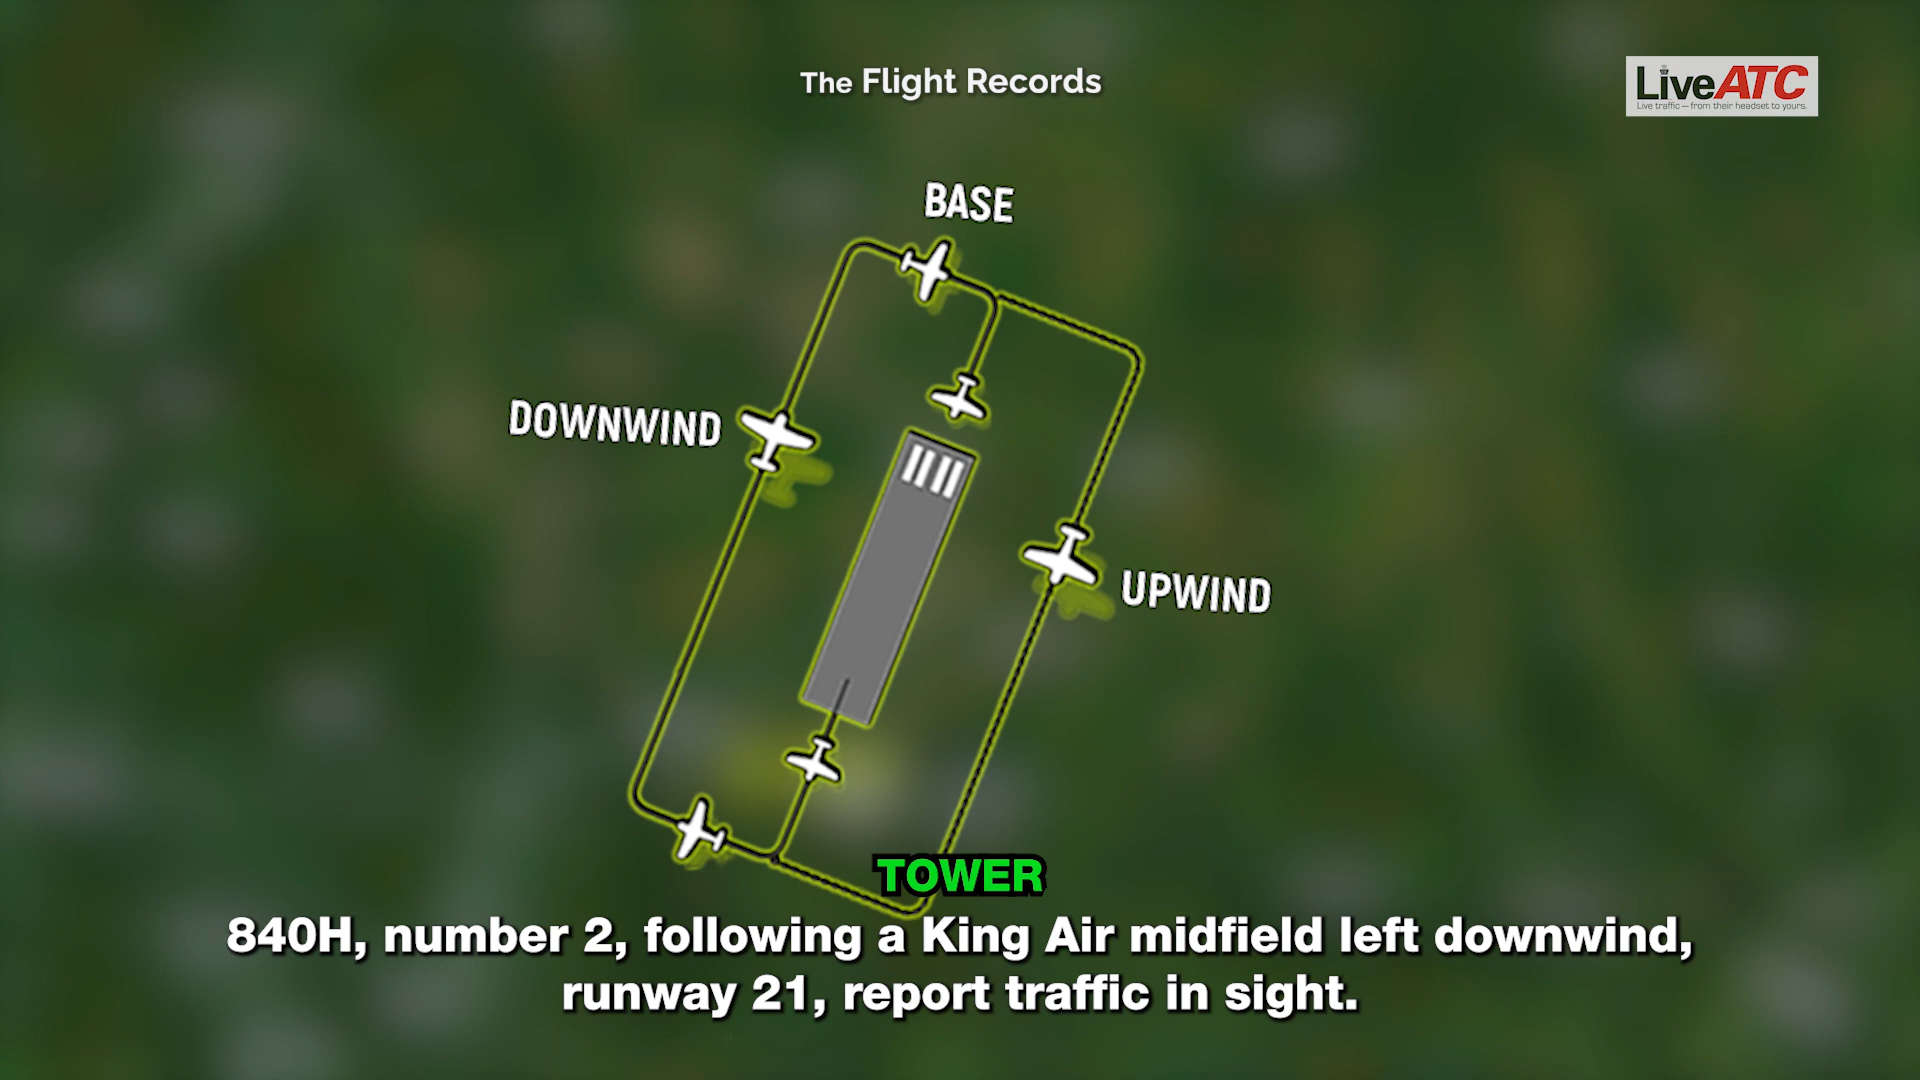 The Flight Records
LiveATC
Live traffic — from their headset to yours.
BASE
DOWNWIND
UPWIND
TOWER
840H, number 2, following a King Air midfield left downwind,
runway 21, report traffic in sight.